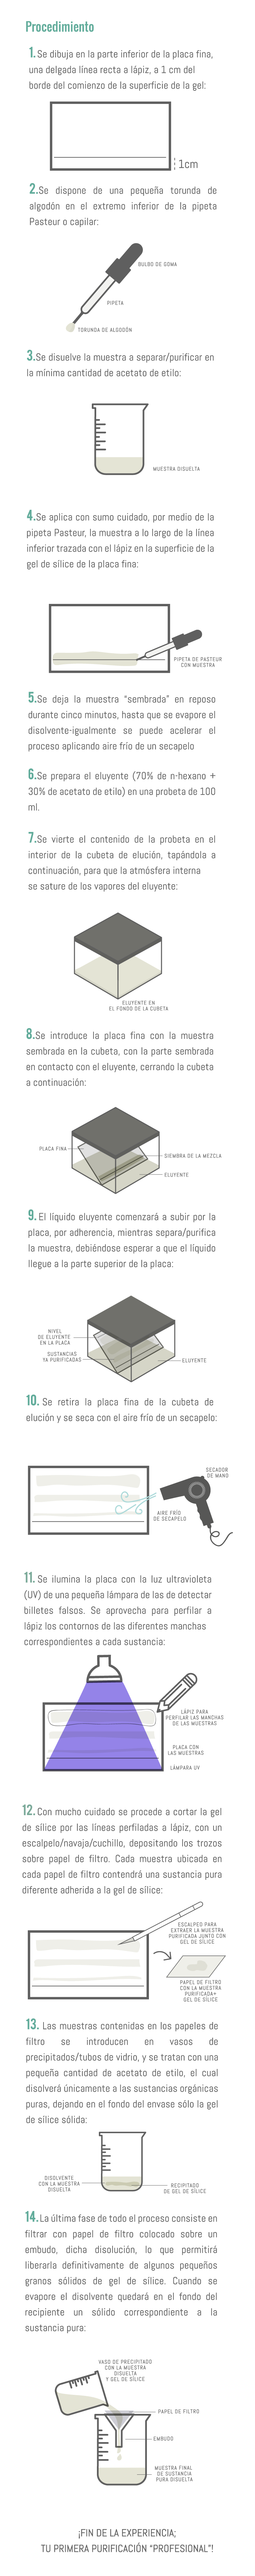 Procedimiento
1. Se dibuja en la parte inferior de la placa fina,
una delgada línea recta a lápiz, a 1 cm del
borde del comienzo de la superficie de la gel:
1cm
2.Se dispone de una pequeña torunda de
algodón en el extremo inferior de la pipeta
Pasteur o capilar:
BULBO DE GOMA
PIPETA
TORUNDA DE ALGODÓN
3.Se disuelve la muestra a separar/purificar en
la mínima cantidad de acetato de etilo:
MUESTRA DISUELTA
4.Se aplica con sumo cuidado, por medio de la
pipeta Pasteur, la muestra a lo largo de la línea
inferior trazada con el lápiz en la superficie de la
gel de sílice de la placa fina:
PIPETA DE PASTEUR
CON MUESTRA
5.Se deja la muestra "sembrada" en reposo
durante cinco minutos, hasta que se evapore el
disolvente-igualmente se puede acelerar el
proceso aplicando aire frío de un secapelo
6.Se prepara el eluyente (70% de n-hexano +
30% de acetato de etilo) en una probeta de 100
ml.
7.Se vierte el contenido de la probeta en el
interior de la cubeta de elución, tapándola a
continuación, para que la atmósfera interna
se sature de los vapores del eluyente:
ELUYENTE EN
EL FONDO DE LA CUBETA
8.Se introduce la placa fina con la muestra
sembrada en la cubeta, con la parte sembrada
en contacto con el eluyente, cerrando la cubeta
a continuación:
PLACA FINA
SIEMBRA DE LA MEZCLA
ELUYENTE
9. El líquido eluyente comenzará a subir por la
placa, por adherencia, mientras separa/purifica
la muestra, debiéndose esperar a que el líquido
llegue a la parte superior de la placa:
NIVEL
DE ELUYENTE
EN LA PLACA
SUSTANCIAS
YA PURIFICADAS
ELUYENTE
10. Se retira la placa fina de la cubeta de
elución y se seca con el aire frío de un secapelo:
SECADOR
DE MANO
AIRE FRÍO
DE SECAPELO
11. Se ilumina la placa con la luz ultravioleta
(UV) de una pequeña lámpara de las de detectar
billetes falsos. Se aprovecha para perfilar a
lápiz los contornos de las diferentes manchas
correspondientes a cada sustancia:
LÁPIZ PARA
PERFILAR LAS MANCHAS
DE LAS MUESTRAS
PLACA CON
LAS MUESTRAS
LÁMPARA UV
12. Con mucho cuidado se procede a cortar la gel
de sílice por las líneas perfiladas a lápiz, con un
escalpelo/navaja/cuchillo, depositando los trozos
sobre papel de filtro. Cada muestra ubicada en
cada papel de filtro contendrá una sustancia pura
diferente adherida a la gel de sílice:
ESCALPEO PARA
EXTRAER LA MUESTRA
PURIFICADA JUNTO CON
GEL DE SÍLICE
PAPEL DE FILTRO
CON LA MUESTRA
PURIFICADA+
GEL DE SÍLICE
13. Las muestras contenidas en los papeles de
filtro se introducen en vasos de
precipitados/tubos de vidrio, y se tratan con una
pequeña cantidad de acetato de etilo, el cual
disolverá únicamente a las sustancias orgánicas
puras, dejando en el fondo del envase sólo la gel
de sílice sólida:
DISOLVENTE
CON LA MUESTRA
DISUELTA
RECIPITADO
DE GEL DE SÍLICE
14. La última fase de todo el proceso consiste en
filtrar con papel de filtro colocado sobre un
embudo, dicha disolución, lo que permitirá
liberarla definitivamente de algunos pequeños
granos sólidos de gel de sílice. Cuando se
evapore el disolvente quedará en el fondo del
recipiente un sólido correspondiente a la
sustancia pura:
VASO DE PRECIPITADO
CON LA MUESTRA
DISUELTA
Y GEL DE SÍLICE
PAPEL DE FILTRO
EMBUDO
MUESTRA FINAL
DE SUSTANCIA
PURA DISUELTA
¡FIN DE LA EXPERIENCIA;
TU PRIMERA PURIFICACIÓN "PROFESIONAL"!